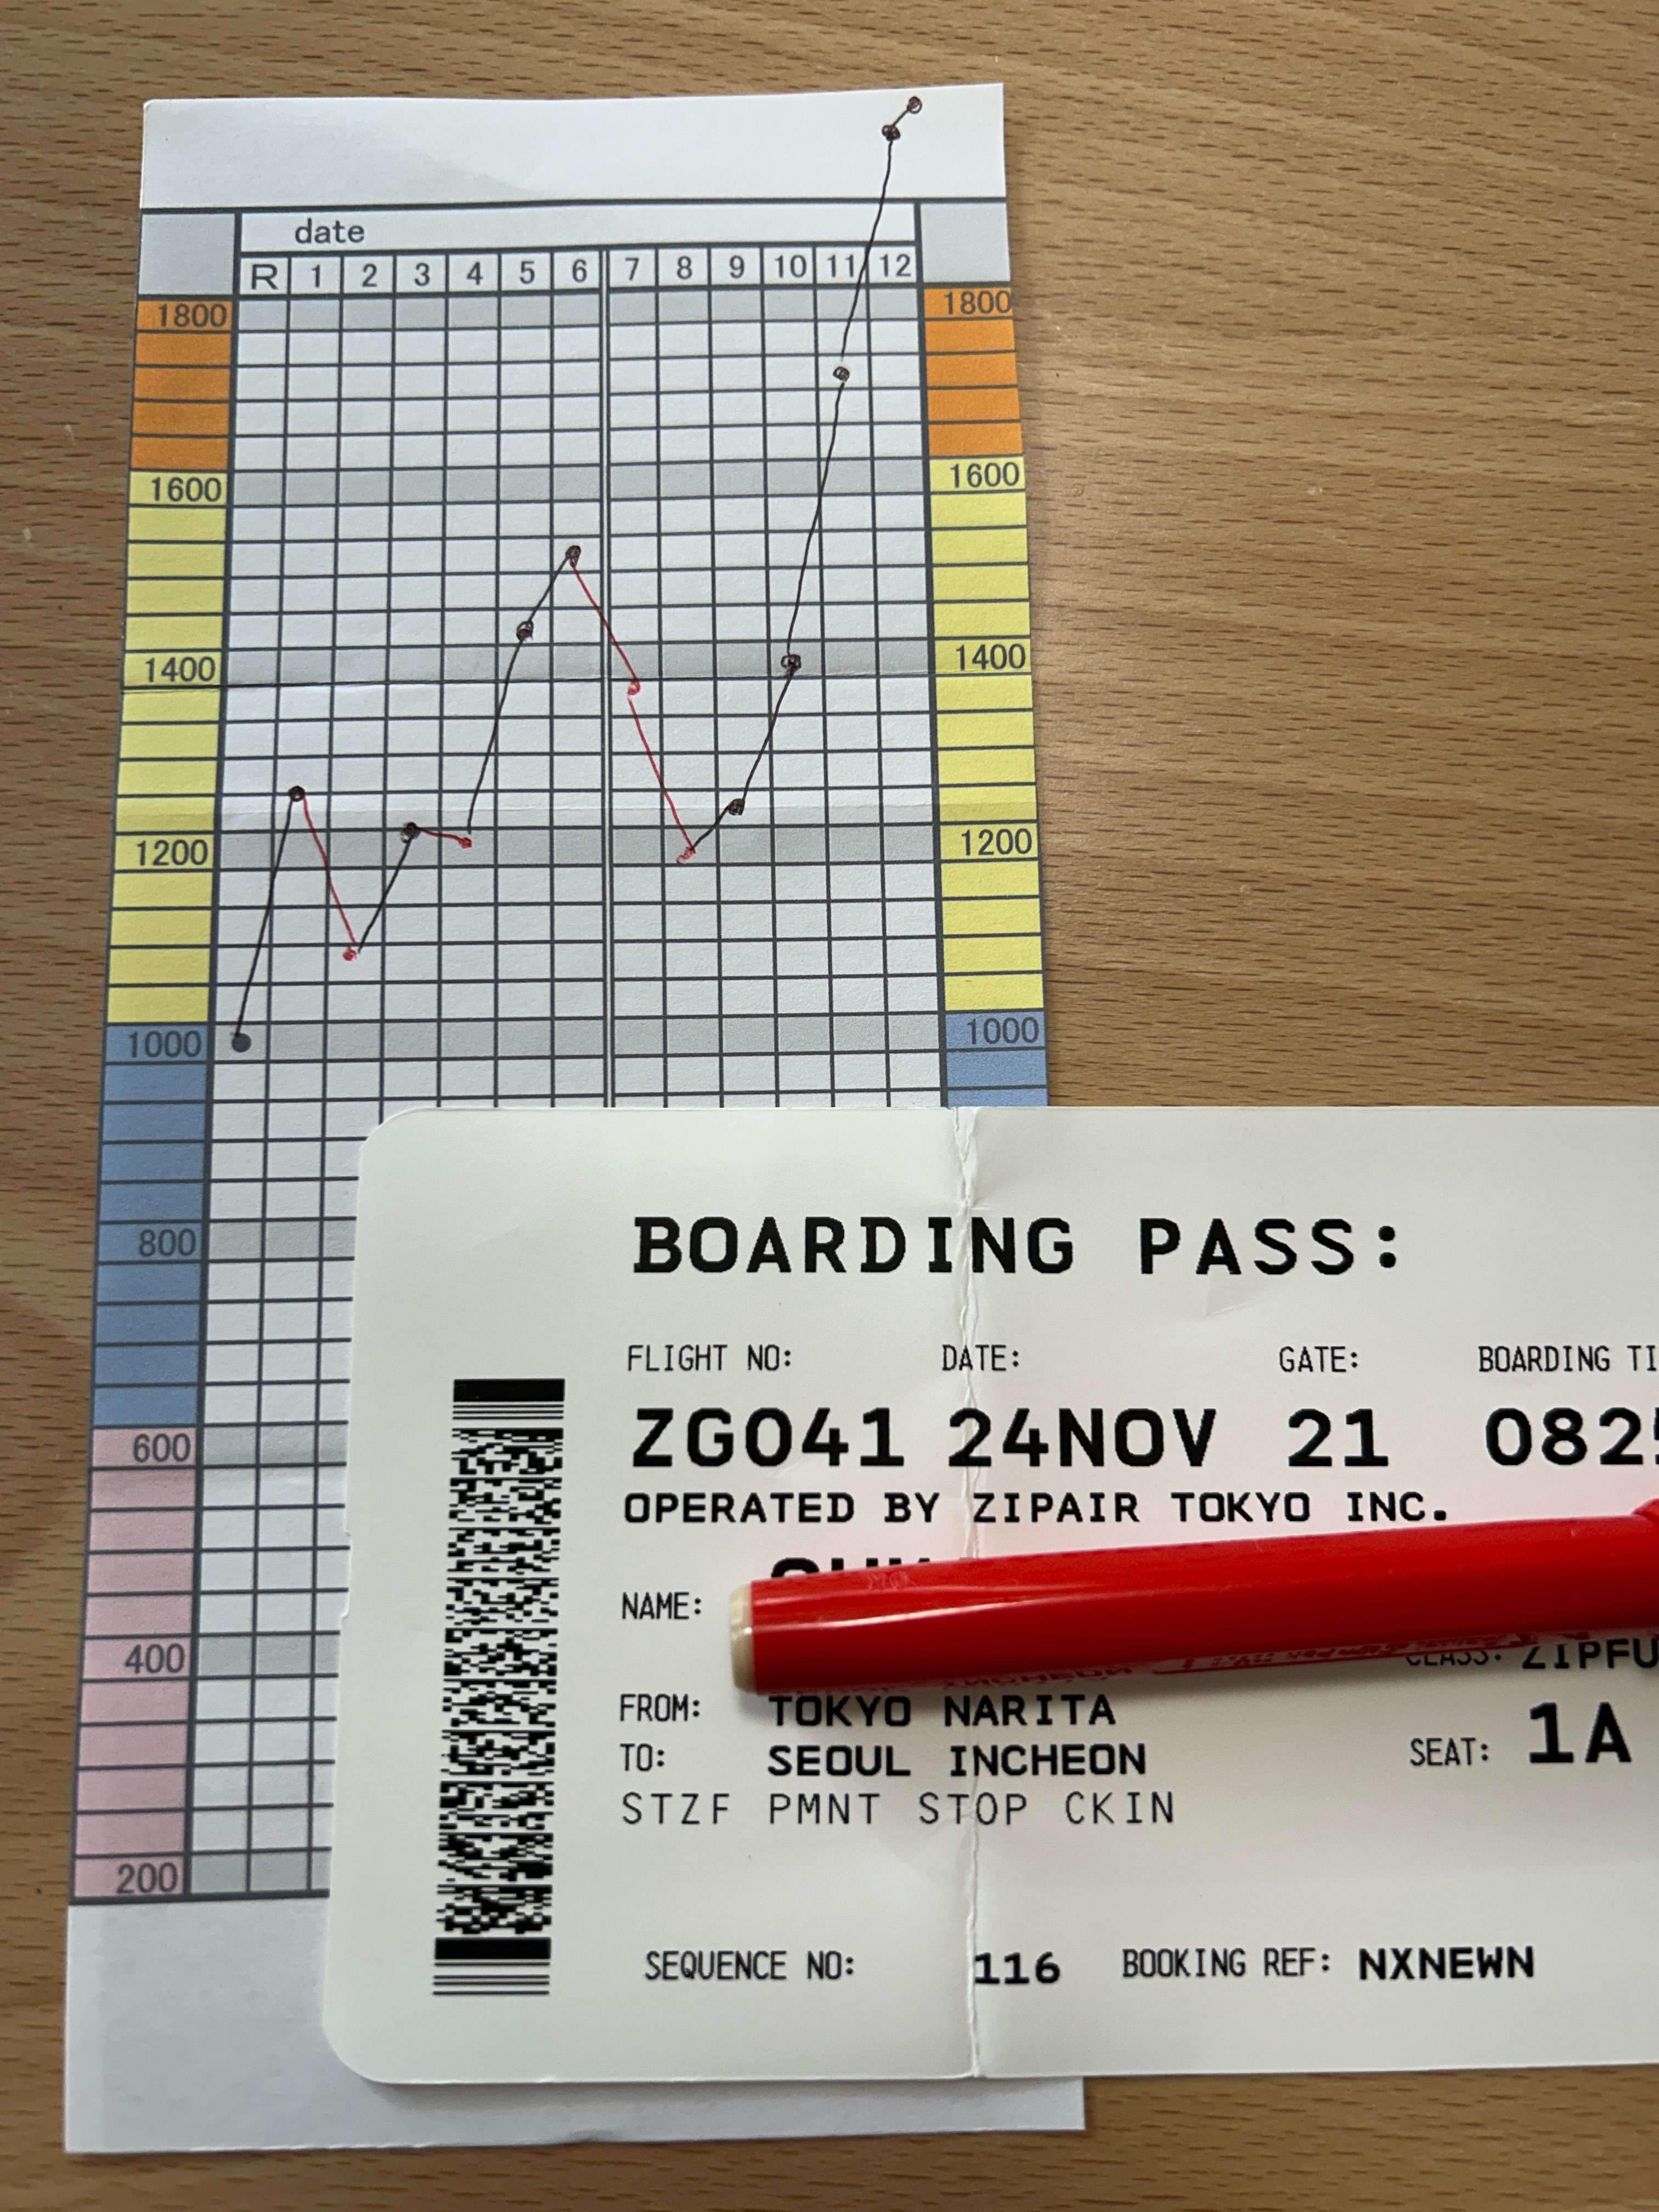 date
R 1 2 3 4 5 6 7 8 9 10 11 12
1800 1800
1600 1600
1400 1400
1200 1200
1000 1000
800
600
400
200
BOARDING PASS:
FLIGHT NO: DATE: GATE: BOARDING
ZG041 24NOV 21
OPERATED BY ZIPAIR TOKYO INC.
NAME:
CLASS:
FROM: TOKYO NARITA
TO: SEOUL INCHEON
SEAT: 1A
STZF PMNT STOP CKIN
SEQUENCE NO: 116 BOOKING REF: NXNEWN